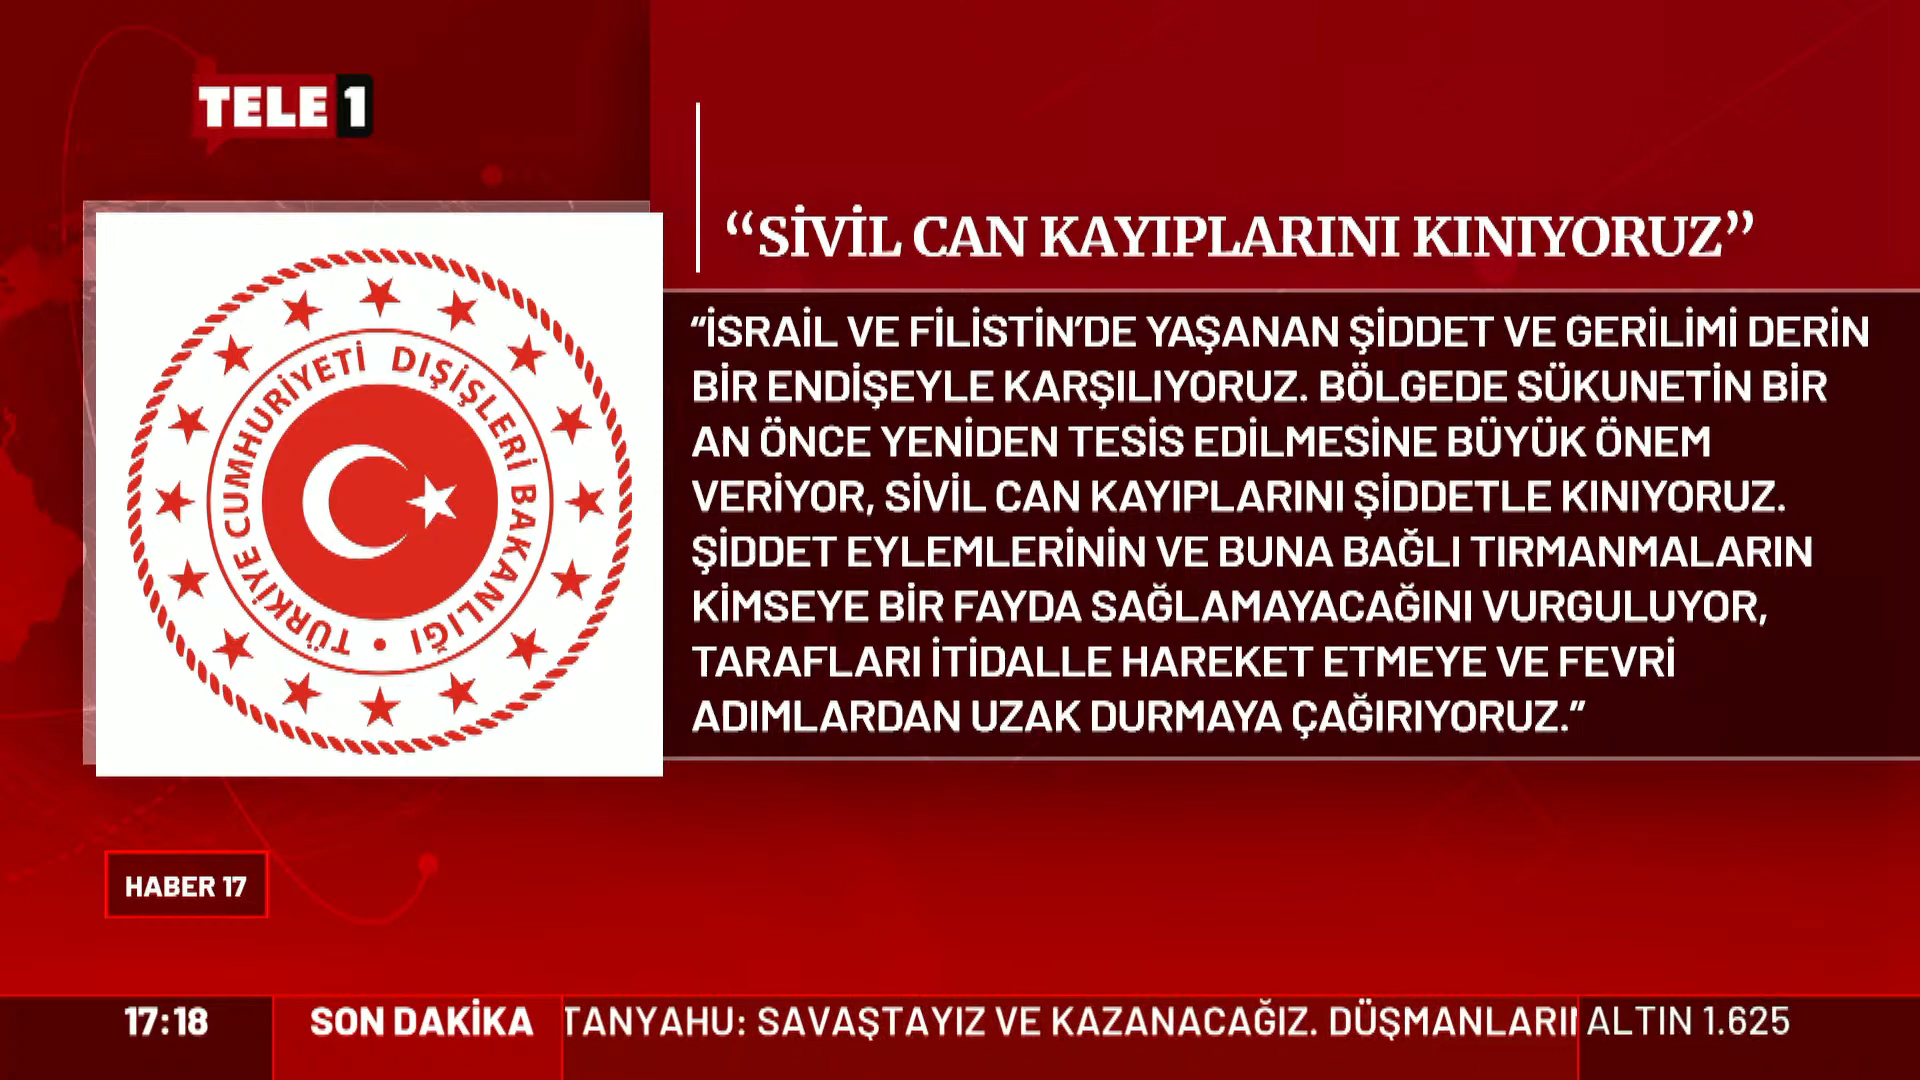 TELE 1
“SİVİL CAN KAYIPLARINI KINIYORUZ”
TÜRKİYE CUMHURİYETİ DIŞİŞLERİ BAKANLIĞI
“İSRAİL VE FİLİSTİN’DE YAŞANAN ŞİDDET VE GERİLİMİ DERİN
BİR ENDİŞEYLE KARŞILIYORUZ. BÖLGEDE SÜKUNETİN BİR
AN ÖNCE YENİDEN TESİS EDİLMESİNE BÜYÜK ÖNEM
VERİYOR, SİVİL CAN KAYIPLARINI ŞİDDETLE KINIYORUZ.
ŞİDDET EYLEMLERİNİN VE BUNA BAĞLI TIRMANMALARIN
KİMSEYE BİR FAYDA SAĞLAMAYACAĞINI VURGULUYOR,
TARAFLARI İTİDALLE HAREKET ETMEYE VE FEVRİ
ADIMLARDAN UZAK DURMAYA ÇAĞIRIYORUZ.”
HABER 17
17:18
SON DAKİKA
TANYAHU: SAVAŞTAYIZ VE KAZANACAĞIZ. DÜŞMANLARI
ALTIN 1.625